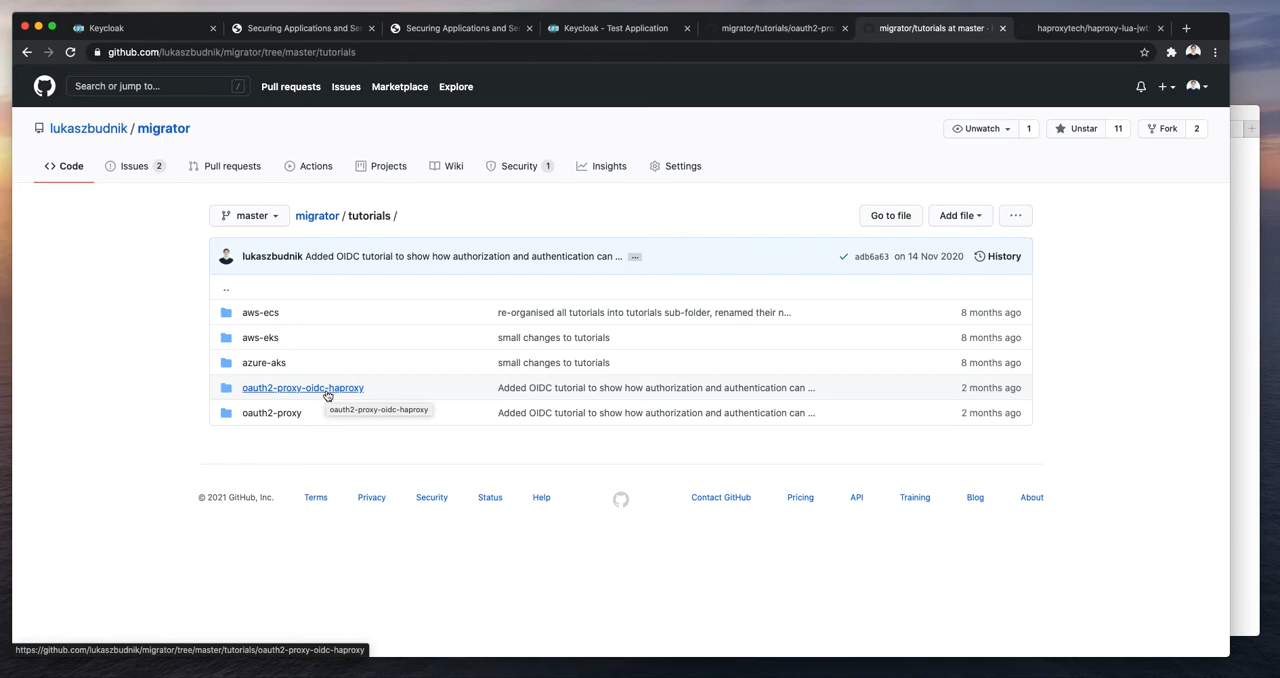 Keycloak
Securing Applications and Se
Securing Applications and Se
Keycloak - Test Application
migrator/tutorials/oauth2-pro
migrator/tutorials at master ·
haproxytech/haproxy-lua-jwt
github.com/lukaszbudnik/migrator/tree/master/tutorials
Search or jump to... /
Pull requests Issues Marketplace Explore
lukaszbudnik / migrator
Unwatch 1 Unstar 11 Fork 2
Code Issues 2 Pull requests Actions Projects Wiki Security 1 Insights Settings
master migrator / tutorials / Go to file Add file ...
lukaszbudnik Added OIDC tutorial to show how authorization and authentication can ... ... adb6a63 on 14 Nov 2020 History
..
aws-ecs re-organised all tutorials into tutorials sub-folder, renamed their n... 8 months ago
aws-eks small changes to tutorials 8 months ago
azure-aks small changes to tutorials 8 months ago
oauth2-proxy-oidc-haproxy Added OIDC tutorial to show how authorization and authentication can ... 2 months ago
oauth2-proxy-oidc-haproxy
oauth2-proxy Added OIDC tutorial to show how authorization and authentication can ... 2 months ago
© 2021 GitHub, Inc. Terms Privacy Security Status Help Contact GitHub Pricing API Training Blog About
https://github.com/lukaszbudnik/migrator/tree/master/tutorials/oauth2-proxy-oidc-haproxy